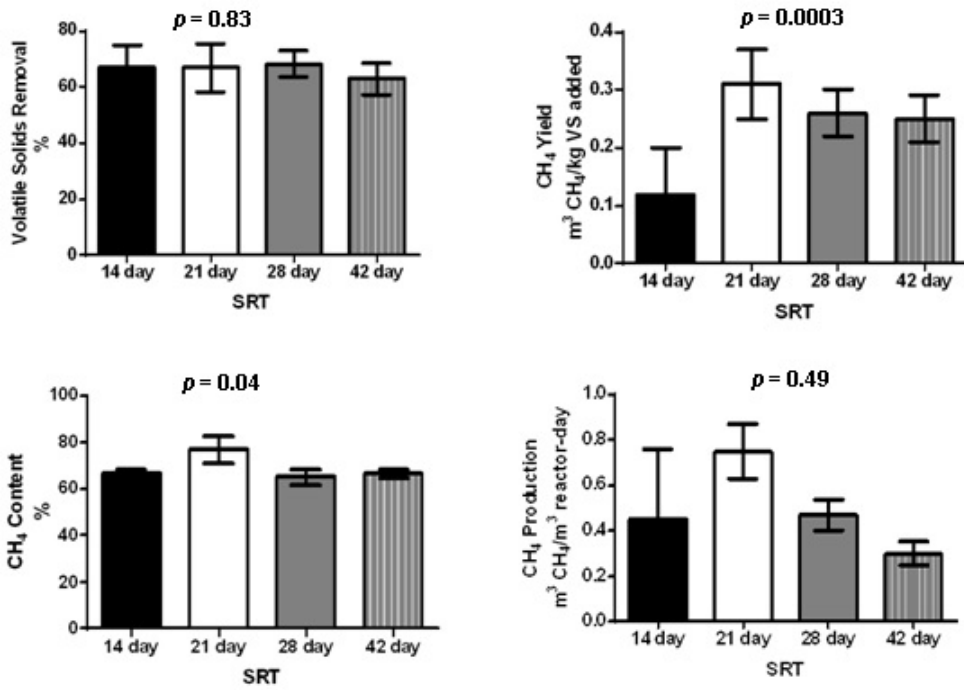 p = 0.83
Volatile Solids Removal
%
80
60
40
20
0
14 day 21 day 28 day 42 day
SRT
p = 0.0003
CH₄ Yield
m³ CH₄/kg VS added
0.4
0.3
0.2
0.1
0.0
14 day 21 day 28 day 42 day
SRT
p = 0.04
CH₄ Content
%
100
80
60
40
20
0
14 day 21 day 28 day 42 day
SRT
p = 0.49
CH₄ Production
m³ CH₄/m³ reactor-day
1.0
0.8
0.6
0.4
0.2
0.0
14 day 21 day 28 day 42 day
SRT